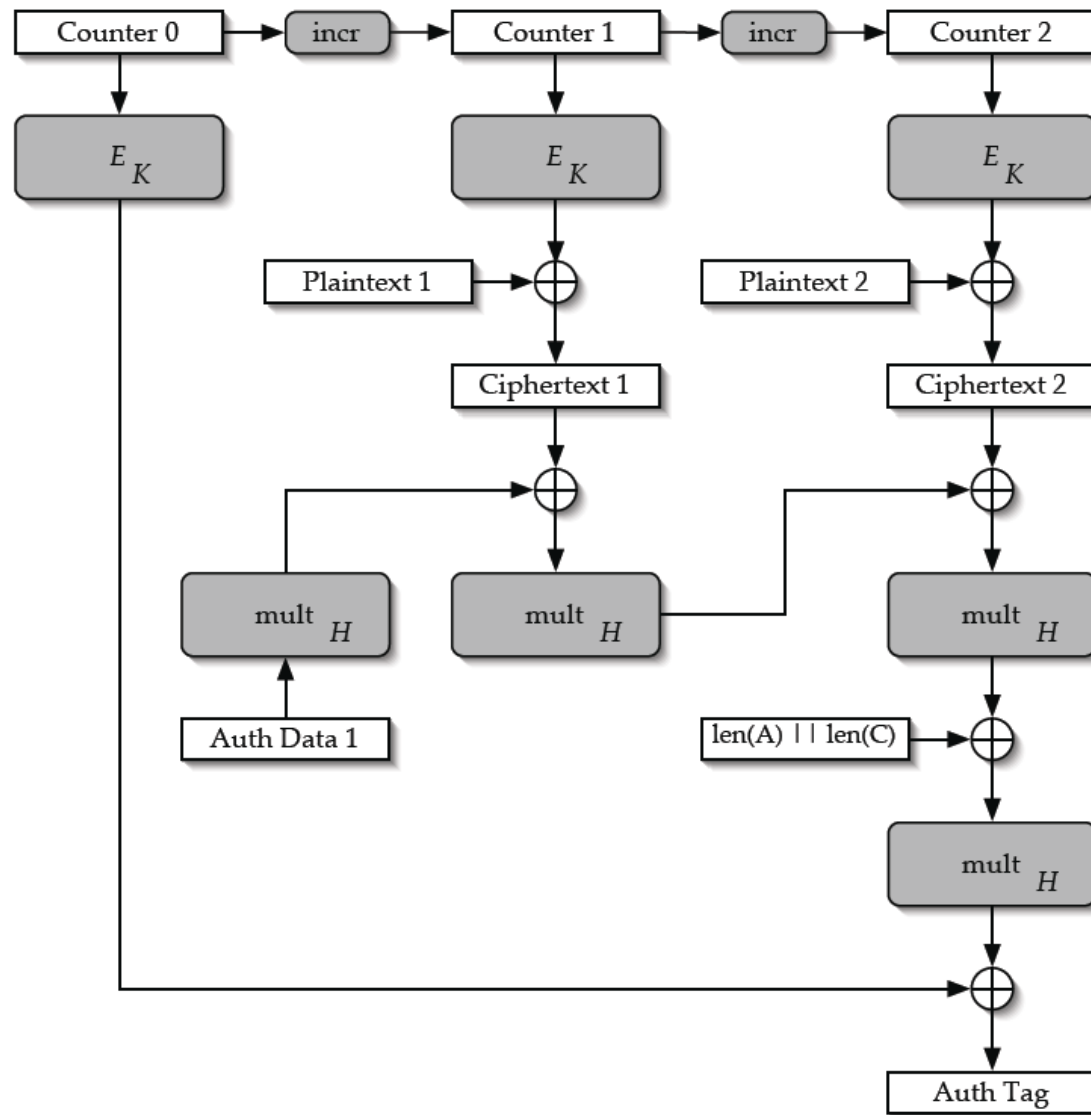 Counter 0
incr
Counter 1
incr
Counter 2
E K
E K
E K
Plaintext 1
Plaintext 2
Ciphertext 1
Ciphertext 2
mult H
mult H
mult H
Auth Data 1
len(A) || len(C)
mult H
Auth Tag